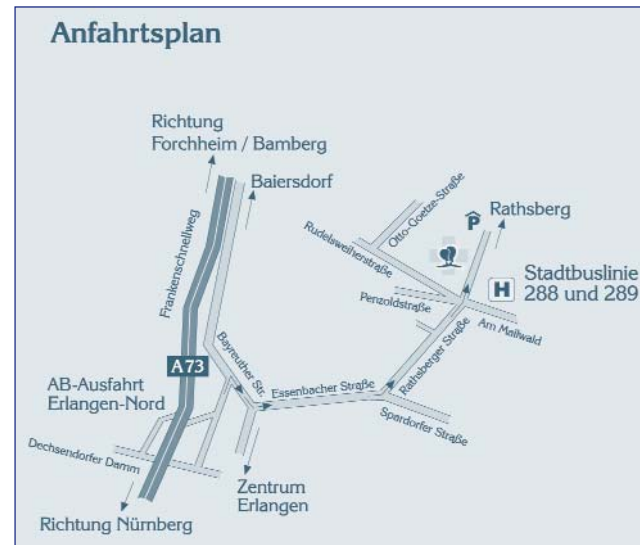 Anfahrtsplan
Richtung
Forchheim / Bamberg
Baiersdorf
Frankenschnellweg
Otto-Goetze-Straße
P
Rathsberg
Rudelsweiherstraße
H
Stadtbuslinie
288 und 289
Penzoldstraße
Am Mailwald
Rathsberger Straße
Bayreuther Str.
A73
AB-Ausfahrt
Erlangen-Nord
Essenbacher Straße
Spardorfer Straße
Dechsendorfer Damm
Zentrum
Erlangen
Richtung Nürnberg